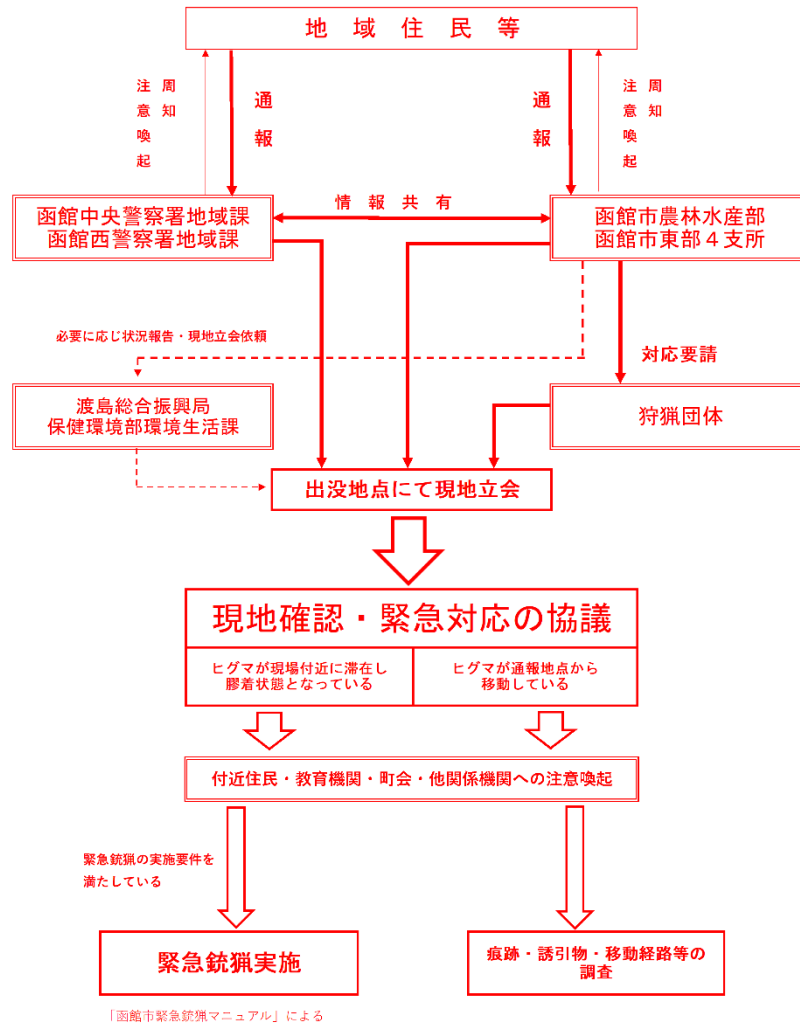 地域住民等
周知
注意喚起
通報
通報
周知
注意喚起
函館中央警察署地域課
函館西警察署地域課
情報共有
函館市農林水産部
函館市東部４支所
必要に応じ状況報告・現地立会依頼
対応要請
渡島総合振興局
保健環境部環境生活課
狩猟団体
出没地点にて現地立会
現地確認・緊急対応の協議
ヒグマが現場付近に滞在し
膠着状態となっている
ヒグマが通報地点から
移動している
付近住民・教育機関・町会・他関係機関への注意喚起
緊急銃猟の実施要件を
満たしている
緊急銃猟実施
痕跡・誘引物・移動経路等の
調査
「函館市緊急銃猟マニュアル」による